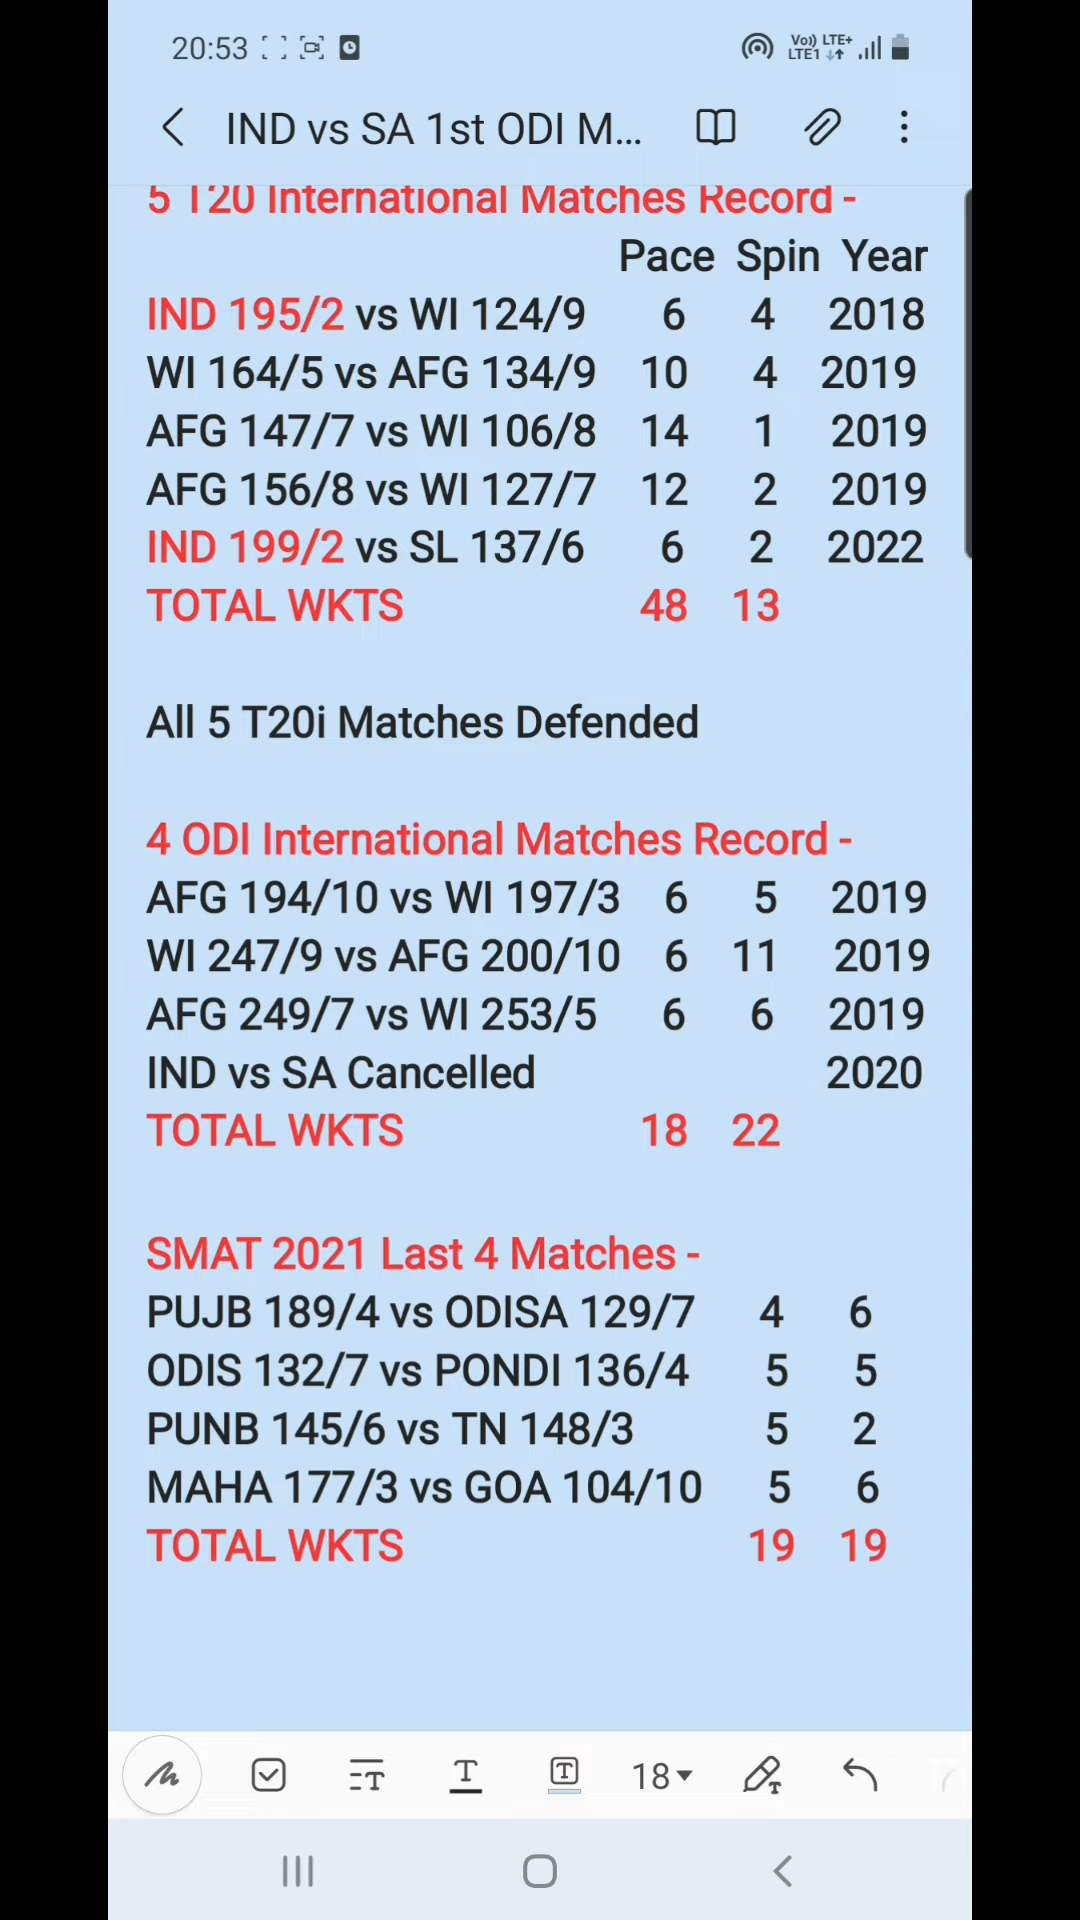 20:53 Vo)) LTE+
LTE1
IND vs SA 1st ODI M...
5 T20 International Matches Record -
Pace Spin Year
IND 195/2 vs WI 124/9 6 4 2018
WI 164/5 vs AFG 134/9 10 4 2019
AFG 147/7 vs WI 106/8 14 1 2019
AFG 156/8 vs WI 127/7 12 2 2019
IND 199/2 vs SL 137/6 6 2 2022
TOTAL WKTS 48 13
All 5 T20i Matches Defended
4 ODI International Matches Record -
AFG 194/10 vs WI 197/3 6 5 2019
WI 247/9 vs AFG 200/10 6 11 2019
AFG 249/7 vs WI 253/5 6 6 2019
IND vs SA Cancelled 2020
TOTAL WKTS 18 22
SMAT 2021 Last 4 Matches -
PUJB 189/4 vs ODISA 129/7 4 6
ODIS 132/7 vs PONDI 136/4 5 5
PUNB 145/6 vs TN 148/3 5 2
MAHA 177/3 vs GOA 104/10 5 6
TOTAL WKTS 19 19
18